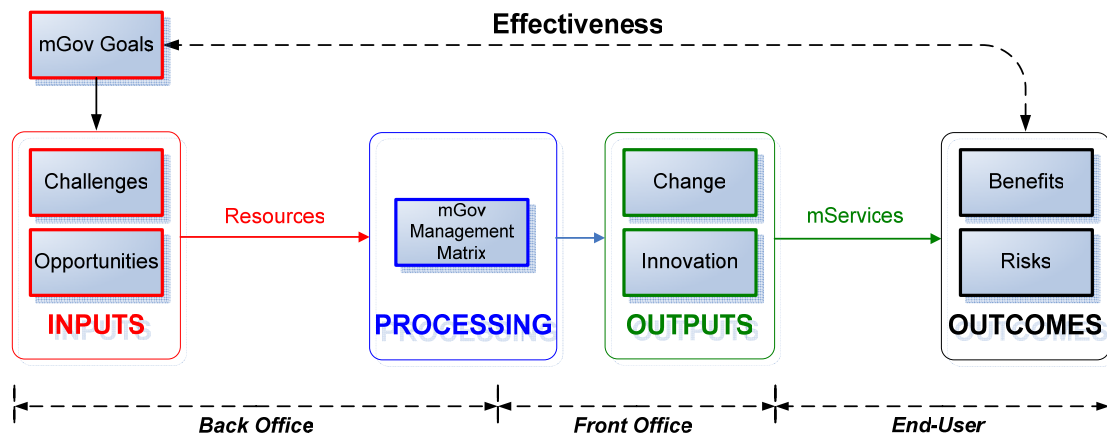 Effectiveness
mGov Goals
Challenges
Opportunities
INPUTS
Resources
mGov
Management
Matrix
PROCESSING
Change
Innovation
OUTPUTS
mServices
Benefits
Risks
OUTCOMES
Back Office
Front Office
End-User